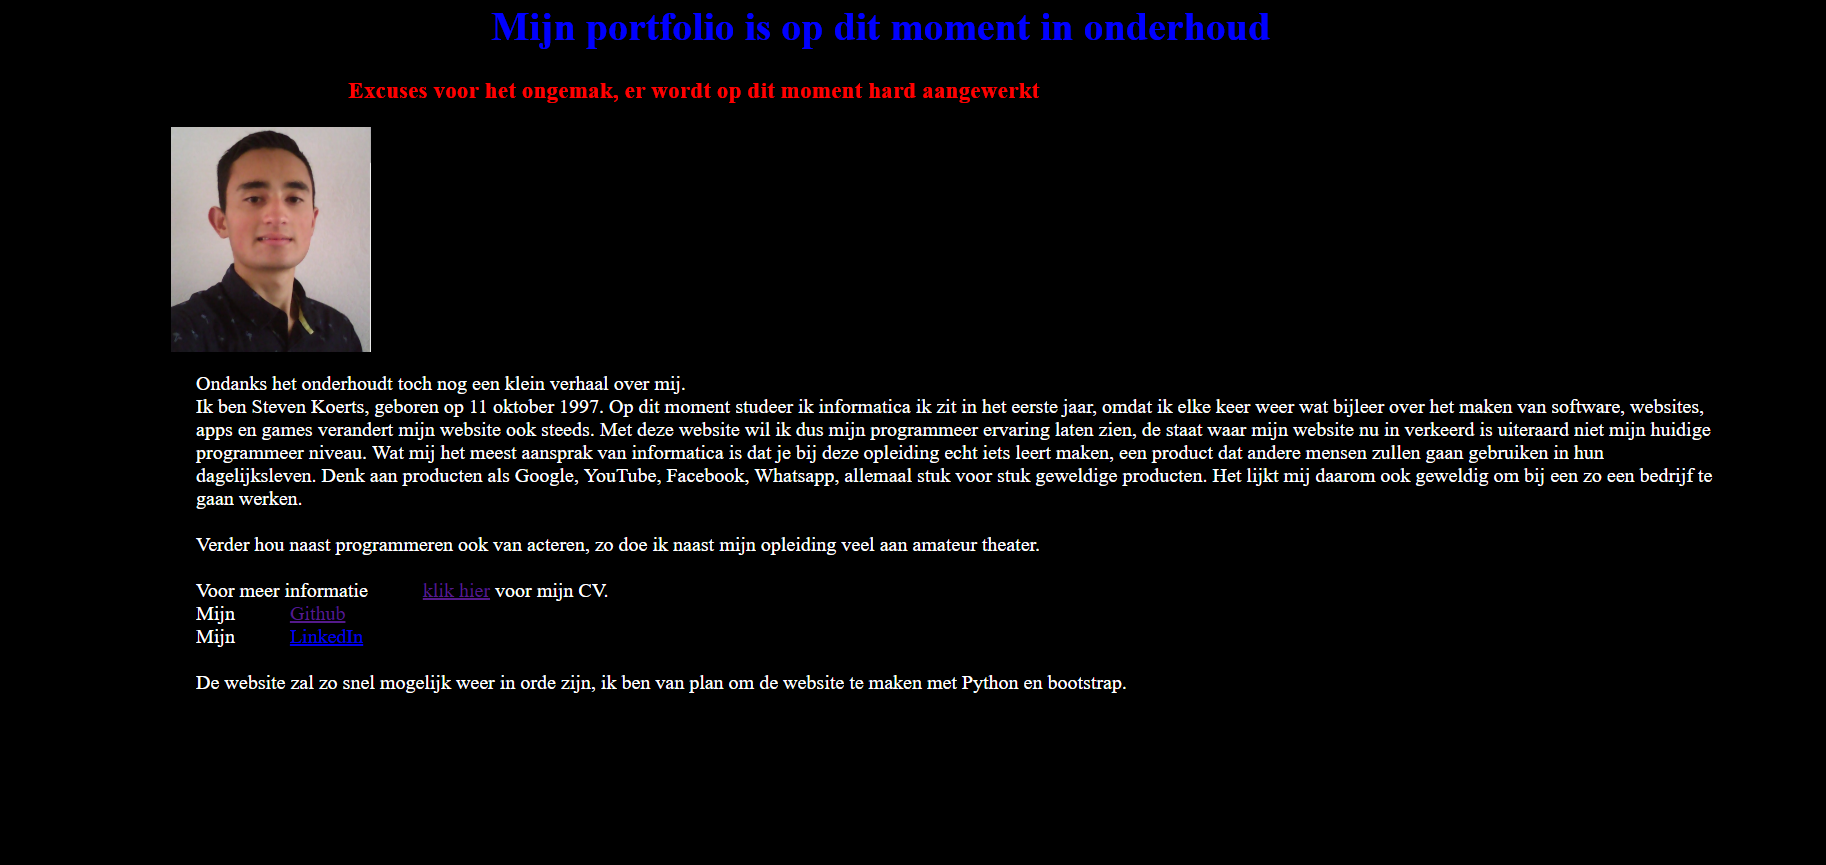 Mijn portfolio is op dit moment in onderhoud
Excuses voor het ongemak, er wordt op dit moment hard aangewerkt
Ondanks het onderhoudt toch nog een klein verhaal over mij.
Ik ben Steven Koerts, geboren op 11 oktober 1997. Op dit moment studeer ik informatica ik zit in het eerste jaar, omdat ik elke keer weer wat bijleer over het maken van software, websites,
apps en games verandert mijn website ook steeds. Met deze website wil ik dus mijn programmeer ervaring laten zien, de staat waar mijn website nu in verkeerd is uiteraard niet mijn huidige
programmeer niveau. Wat mij het meest aansprak van informatica is dat je bij deze opleiding echt iets leert maken, een product dat andere mensen zullen gaan gebruiken in hun
dagelijksleven. Denk aan producten als Google, YouTube, Facebook, Whatsapp, allemaal stuk voor stuk geweldige producten. Het lijkt mij daarom ook geweldig om bij een zo een bedrijf te
gaan werken.
Verder hou naast programmeren ook van acteren, zo doe ik naast mijn opleiding veel aan amateur theater.
Voor meer informatie klik hier voor mijn CV.
Mijn Github
Mijn LinkedIn
De website zal zo snel mogelijk weer in orde zijn, ik ben van plan om de website te maken met Python en bootstrap.